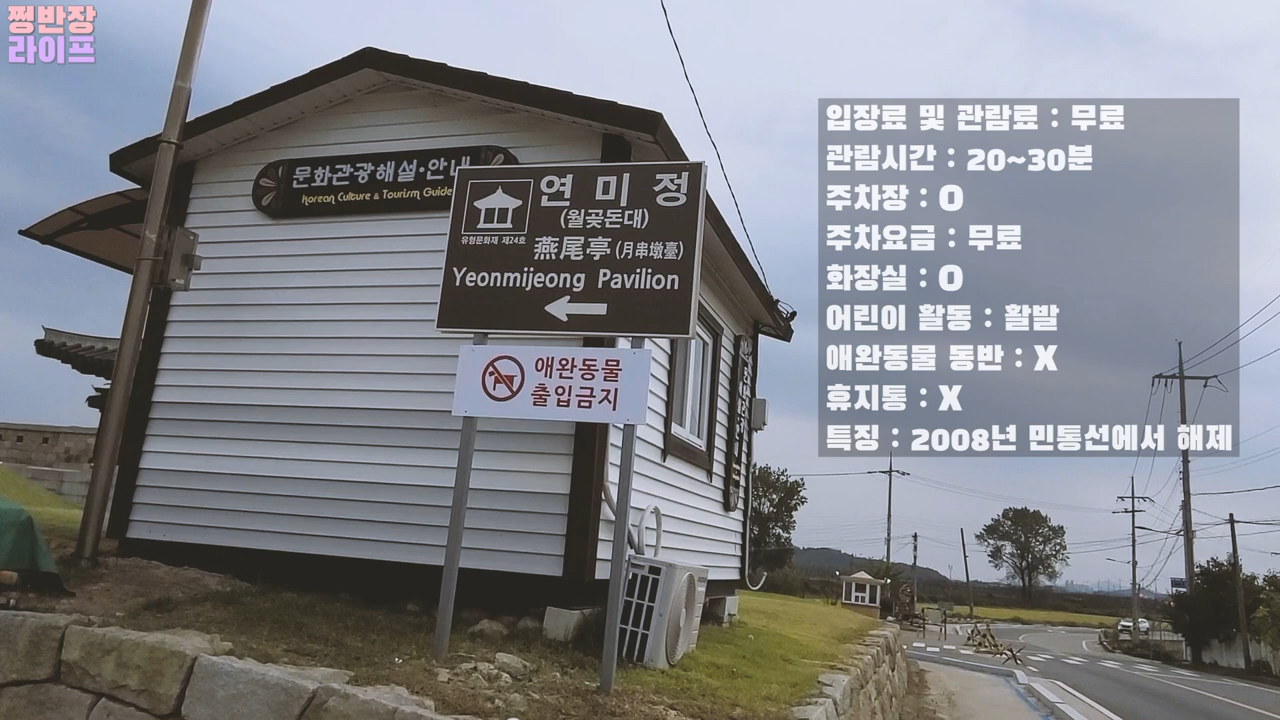 쩡반장
라이프
문화관광해설·안내
Korean Culture & Tourism Guide
연미정
(월곶돈대)
유형문화재 제24호
燕尾亭 (月串墩臺)
Yeonmijeong Pavilion
애완동물
출입금지
입장료 및 관람료 : 무료
관람시간 : 20~30분
주차장 : O
주차요금 : 무료
화장실 : O
어린이 활동 : 활발
애완동물 동반 : X
휴지통 : X
특징 : 2008년 민통선에서 해제